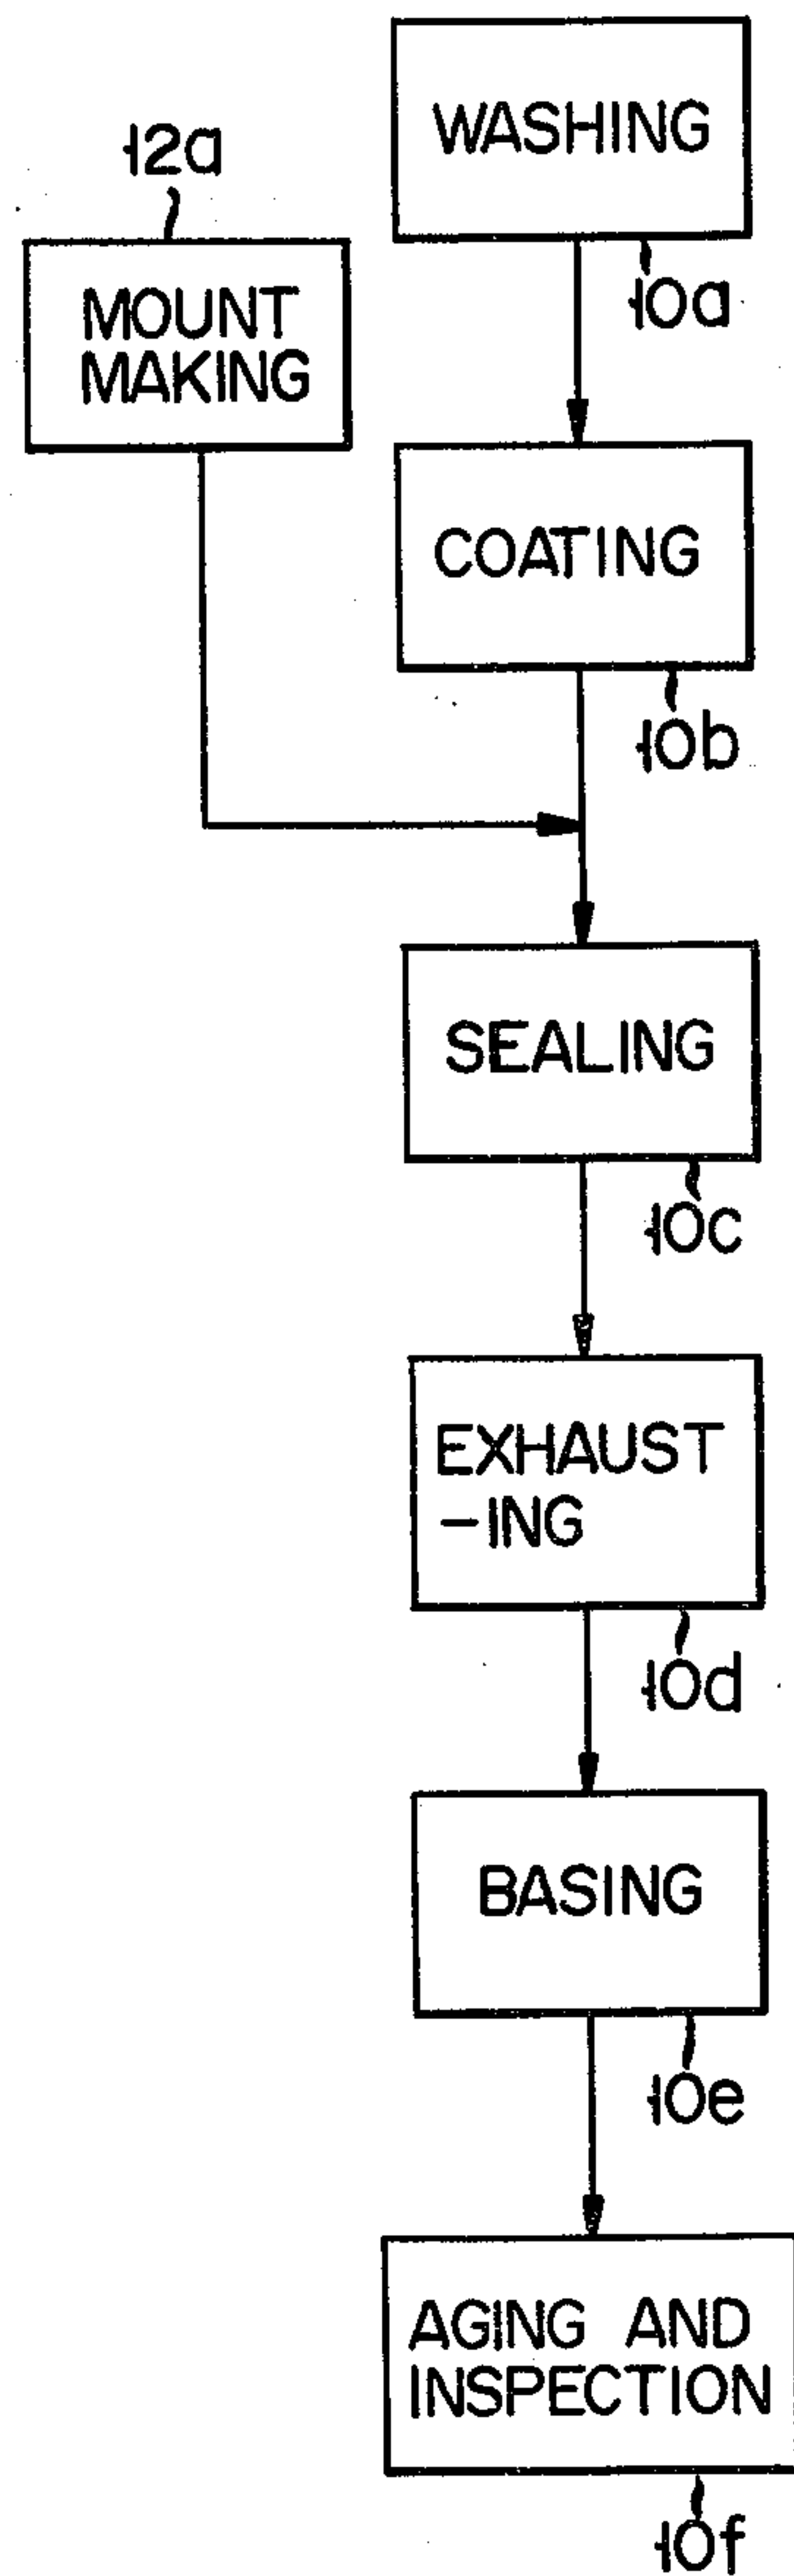 WASHING
10a
12a
MOUNT
MAKING
COATING
10b
SEALING
10c
EXHAUST
-ING
10d
BASING
10e
AGING AND
INSPECTION
10f